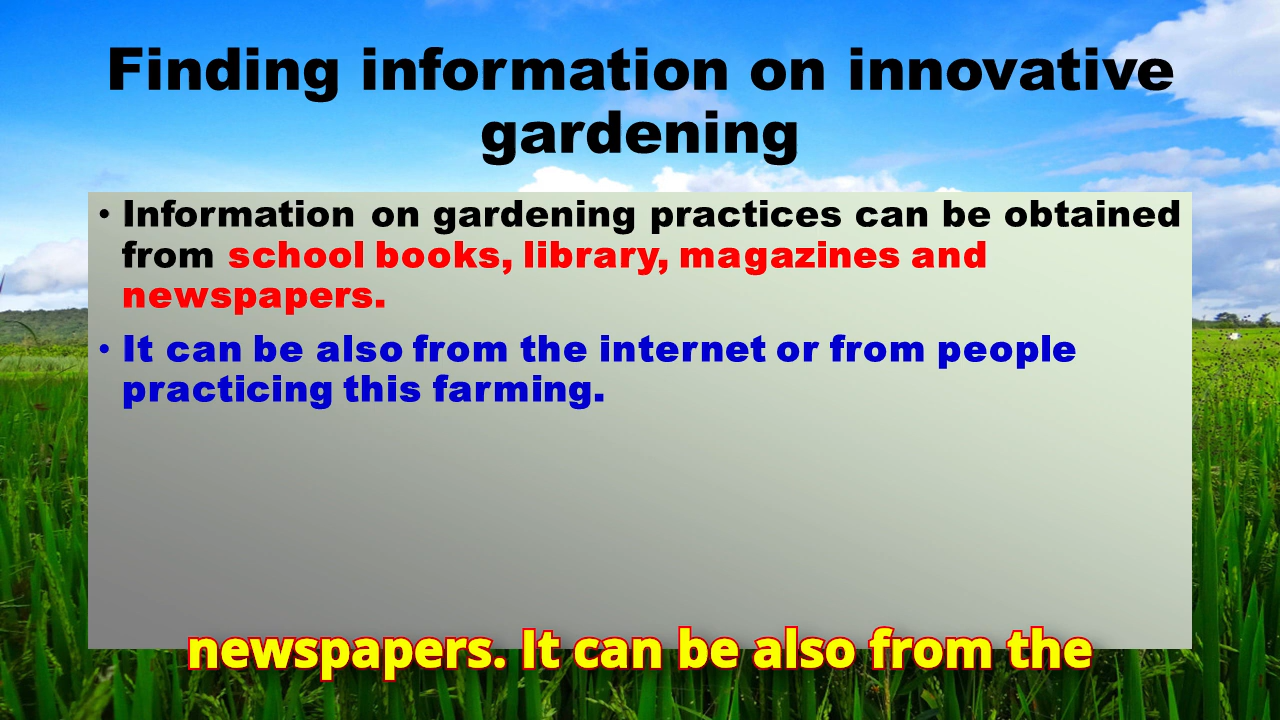 Finding information on innovative
gardening
• Information on gardening practices can be obtained
from school books, library, magazines and
newspapers.
• It can be also from the internet or from people
practicing this farming.
newspapers. It can be also from the